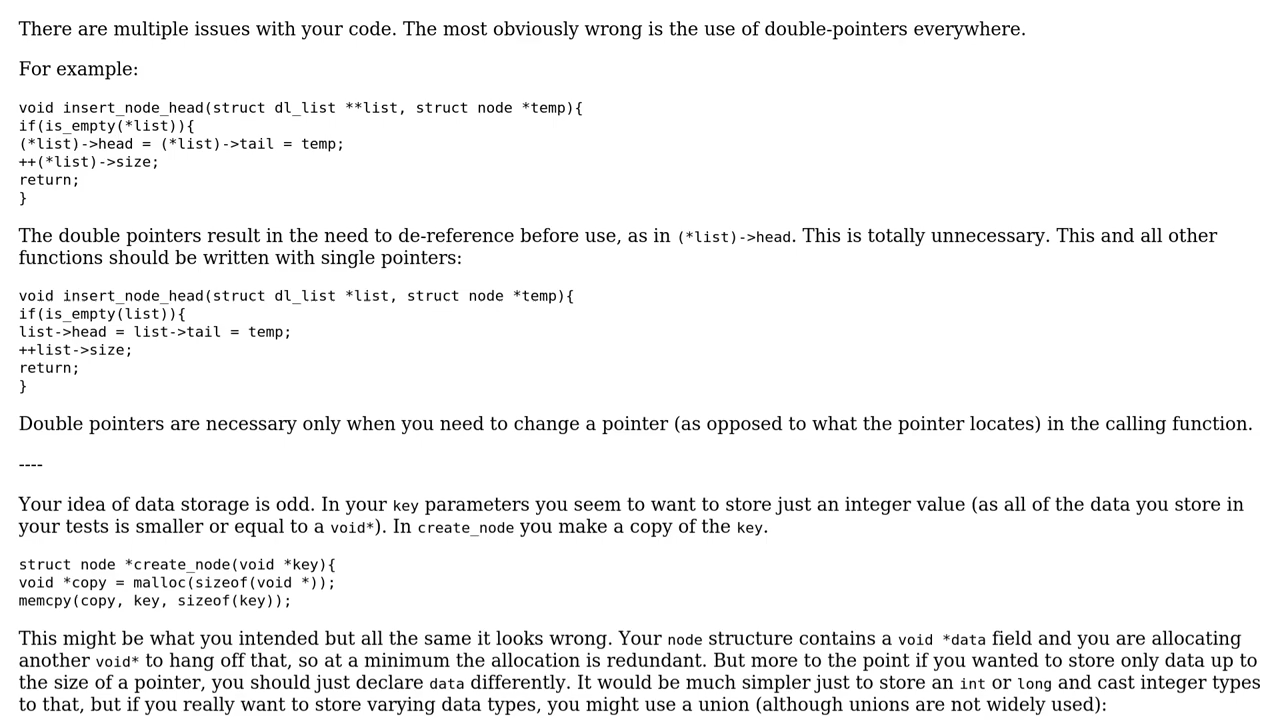 There are multiple issues with your code. The most obviously wrong is the use of double-pointers everywhere.
For example:
void insert_node_head(struct dl_list **list, struct node *temp){
if(is_empty(*list)){
(*list)->head = (*list)->tail = temp;
++(*list)->size;
return;
}
The double pointers result in the need to de-reference before use, as in (*list)->head. This is totally unnecessary. This and all other
functions should be written with single pointers:
void insert_node_head(struct dl_list *list, struct node *temp){
if(is_empty(list)){
list->head = list->tail = temp;
++list->size;
return;
}
Double pointers are necessary only when you need to change a pointer (as opposed to what the pointer locates) in the calling function.
----
Your idea of data storage is odd. In your key parameters you seem to want to store just an integer value (as all of the data you store in
your tests is smaller or equal to a void*). In create_node you make a copy of the key.
struct node *create_node(void *key){
void *copy = malloc(sizeof(void *));
memcpy(copy, key, sizeof(key));
This might be what you intended but all the same it looks wrong. Your node structure contains a void *data field and you are allocating
another void* to hang off that, so at a minimum the allocation is redundant. But more to the point if you wanted to store only data up to
the size of a pointer, you should just declare data differently. It would be much simpler just to store an int or long and cast integer types
to that, but if you really want to store varying data types, you might use a union (although unions are not widely used):